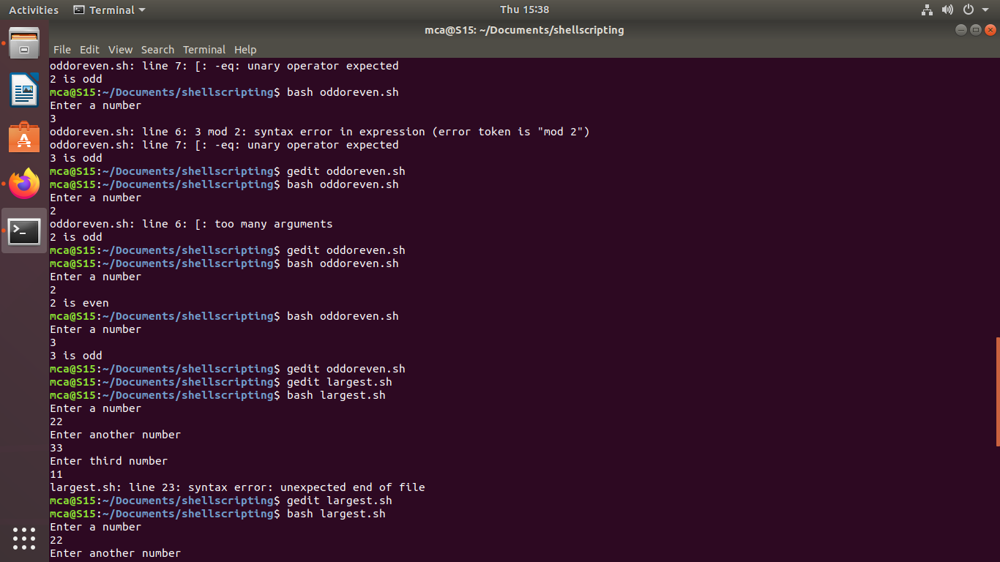 Activities Terminal Thu 15:38
mca@S15: ~/Documents/shellscripting
File Edit View Search Terminal Help
oddoreven.sh: line 7: [: -eq: unary operator expected
2 is odd
mca@S15:~/Documents/shellscripting$ bash oddoreven.sh
Enter a number
3
oddoreven.sh: line 6: 3 mod 2: syntax error in expression (error token is "mod 2")
oddoreven.sh: line 7: [: -eq: unary operator expected
3 is odd
mca@S15:~/Documents/shellscripting$ gedit oddoreven.sh
mca@S15:~/Documents/shellscripting$ bash oddoreven.sh
Enter a number
2
oddoreven.sh: line 6: [: too many arguments
2 is odd
mca@S15:~/Documents/shellscripting$ gedit oddoreven.sh
mca@S15:~/Documents/shellscripting$ bash oddoreven.sh
Enter a number
2
2 is even
mca@S15:~/Documents/shellscripting$ bash oddoreven.sh
Enter a number
3
3 is odd
mca@S15:~/Documents/shellscripting$ gedit oddoreven.sh
mca@S15:~/Documents/shellscripting$ gedit largest.sh
mca@S15:~/Documents/shellscripting$ bash largest.sh
Enter a number
22
Enter another number
33
Enter third number
11
largest.sh: line 23: syntax error: unexpected end of file
mca@S15:~/Documents/shellscripting$ gedit largest.sh
mca@S15:~/Documents/shellscripting$ bash largest.sh
Enter a number
22
Enter another number